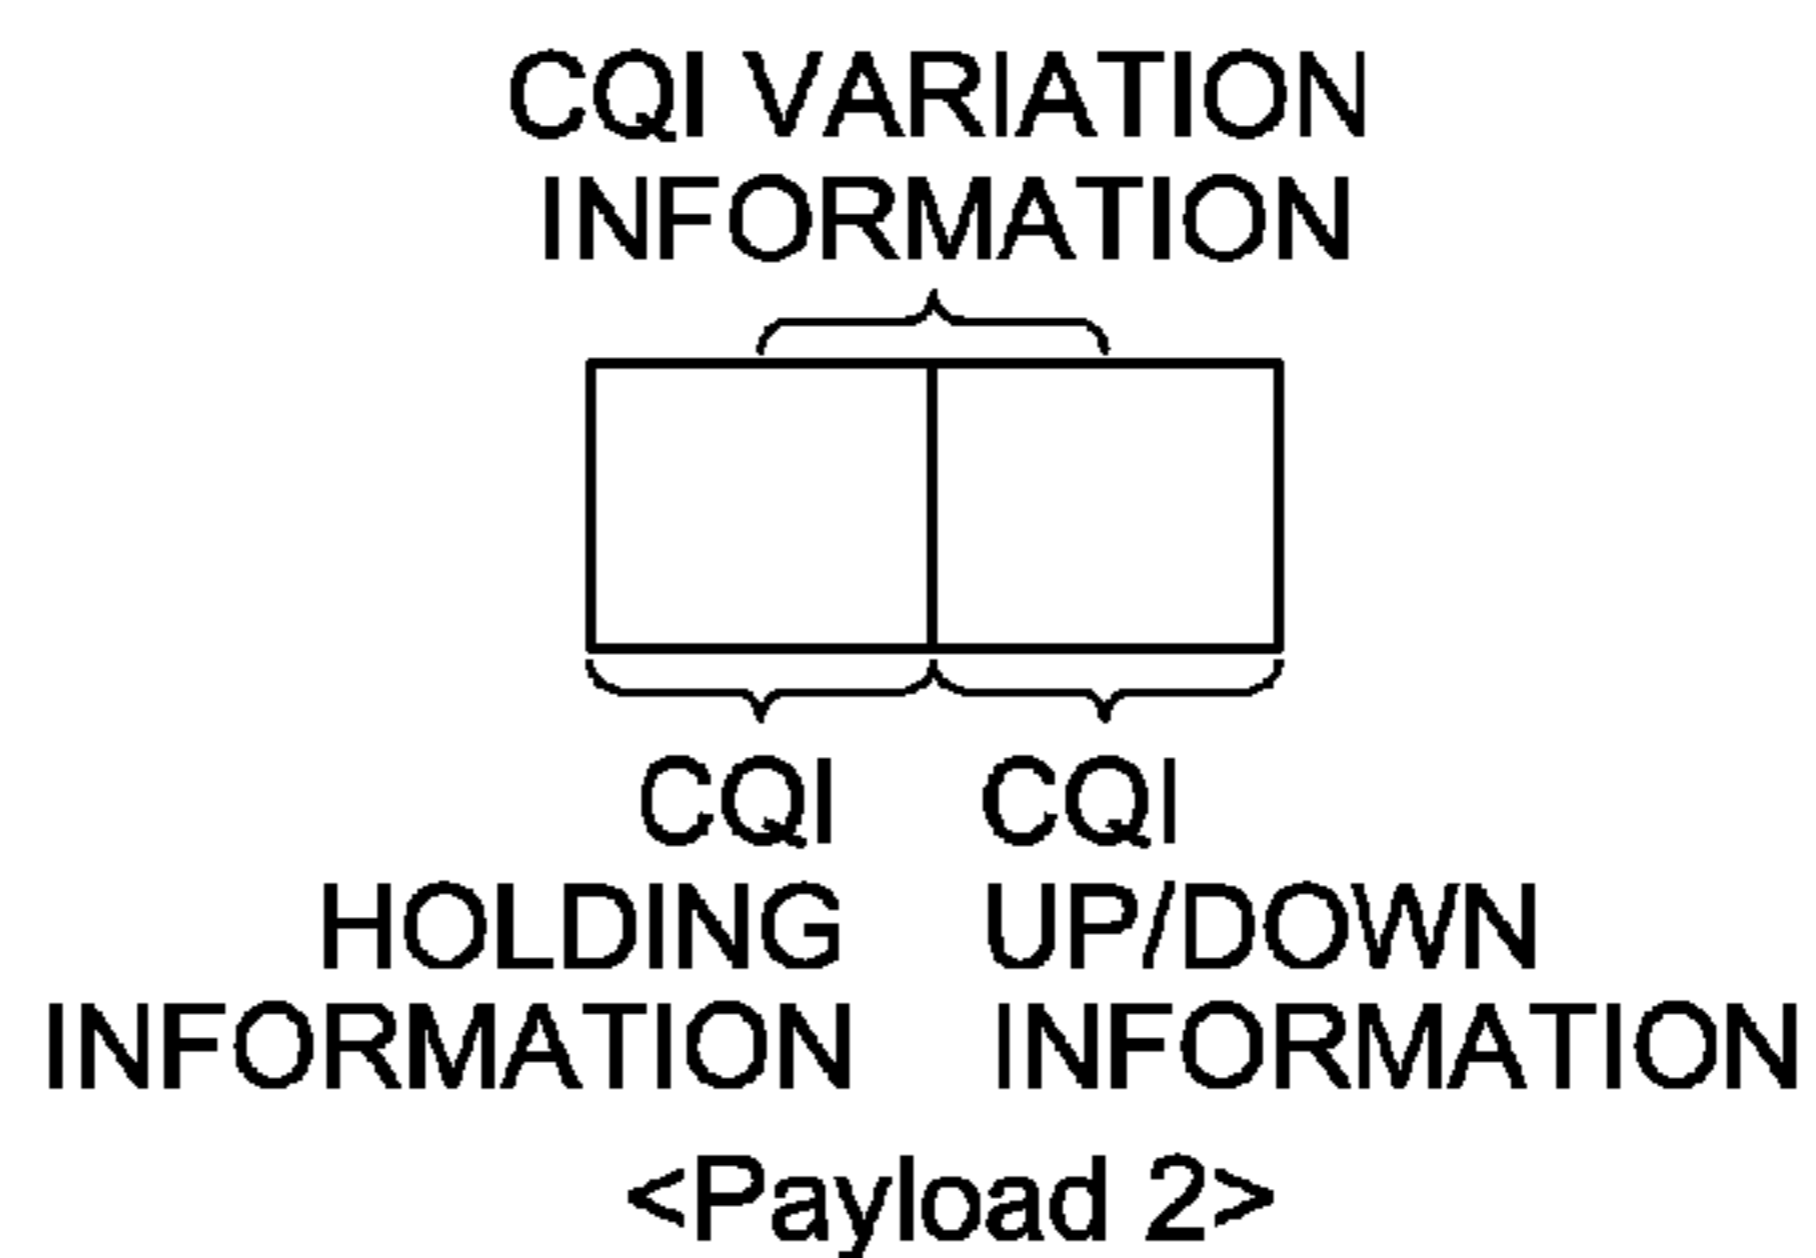 CQI VARIATION
INFORMATION
CQI
HOLDING
INFORMATION
CQI
UP/DOWN
INFORMATION
<Payload 2>